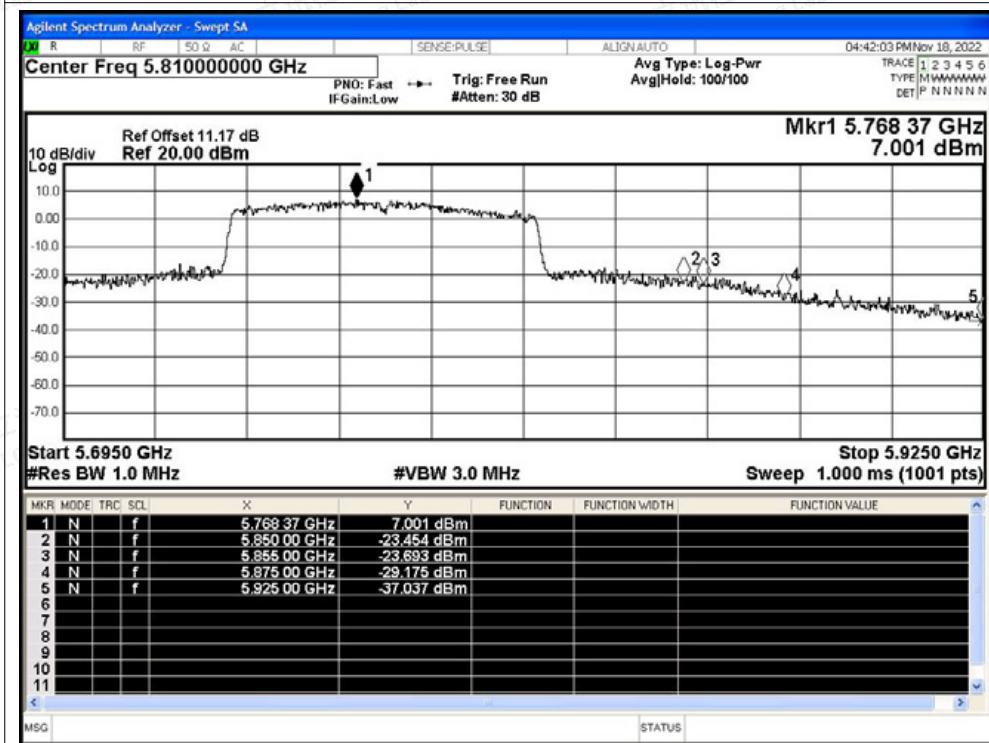 Agilent Spectrum Analyzer - Swept SA
LXI R RF 50 Ω AC SENSE:PULSE ALIGN AUTO 04:42:03 PM Nov 18, 2022
Center Freq 5.810000000 GHz
PNO: Fast Trig: Free Run Avg Type: Log-Pwr TRACE 1 2 3 4 5 6
IFGain:Low #Atten: 30 dB Avg|Hold: 100/100 TYPE M WWWWW
DET P N N N N N
Mkr1 5.768 37 GHz
7.001 dBm
Ref Offset 11.17 dB
10 dB/div Ref 20.00 dBm
Log
10.0
0.00
-10.0
-20.0
-30.0
-40.0
-50.0
-60.0
-70.0
1
2 3
4
5
Start 5.6950 GHz Stop 5.9250 GHz
#Res BW 1.0 MHz #VBW 3.0 MHz Sweep 1.000 ms (1001 pts)
MKR MODE TRC SCL X Y FUNCTION FUNCTION WIDTH FUNCTION VALUE
1 N f 5.768 37 GHz 7.001 dBm
2 N f 5.850 00 GHz -23.454 dBm
3 N f 5.855 00 GHz -23.693 dBm
4 N f 5.875 00 GHz -29.175 dBm
5 N f 5.925 00 GHz -37.037 dBm
6
7
8
9
10
11
MSG STATUS